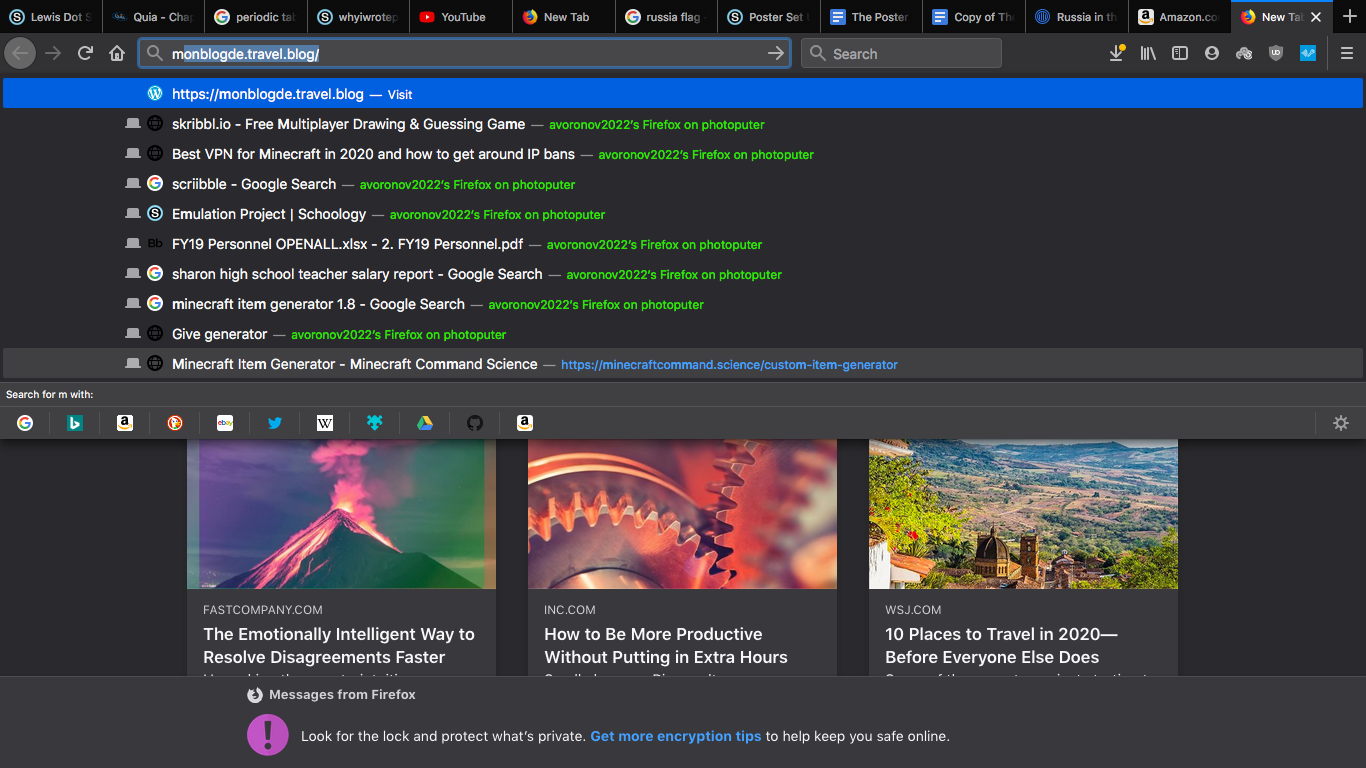 Lewis Dot S
Quia - Cha
periodic ta
whyiwrotep
YouTube
New Tab
russia flag -
Poster Set
The Poster
Copy of Th
Russia in th
Amazon.co
New Tab
monblogde.travel.blog/
Search
https://monblogde.travel.blog — Visit
skribbl.io - Free Multiplayer Drawing & Guessing Game — avoronov2022's Firefox on photoputer
Best VPN for Minecraft in 2020 and how to get around IP bans — avoronov2022's Firefox on photoputer
scriibble - Google Search — avoronov2022's Firefox on photoputer
Emulation Project | Schoology — avoronov2022's Firefox on photoputer
Bb FY19 Personnel OPENALL.xlsx - 2. FY19 Personnel.pdf — avoronov2022's Firefox on photoputer
sharon high school teacher salary report - Google Search — avoronov2022's Firefox on photoputer
minecraft item generator 1.8 - Google Search — avoronov2022's Firefox on photoputer
Give generator — avoronov2022's Firefox on photoputer
Minecraft Item Generator - Minecraft Command Science — https://minecraftcommand.science/custom-item-generator
Search for m with:
FASTCOMPANY.COM
The Emotionally Intelligent Way to
Resolve Disagreements Faster
INC.COM
How to Be More Productive
Without Putting in Extra Hours
WSJ.COM
10 Places to Travel in 2020—
Before Everyone Else Does
Messages from Firefox
Look for the lock and protect what's private. Get more encryption tips to help keep you safe online.